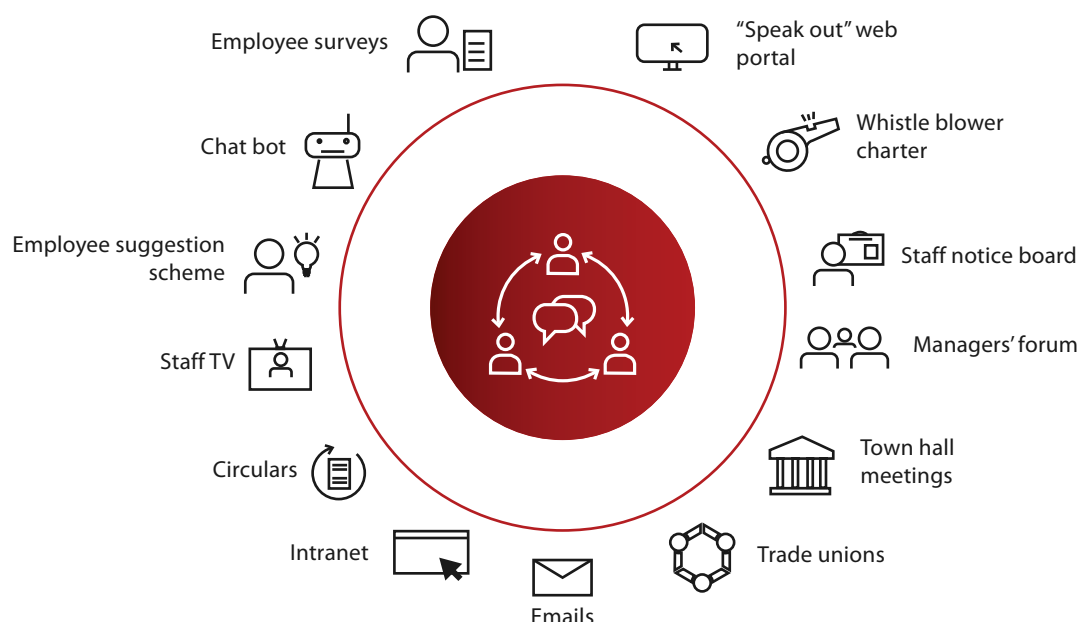 Employee surveys
“Speak out” web
portal
Chat bot
Whistle blower
charter
Employee suggestion
scheme
Staff notice board
Staff TV
Managers’ forum
Circulars
Town hall
meetings
Intranet
Trade unions
Emails